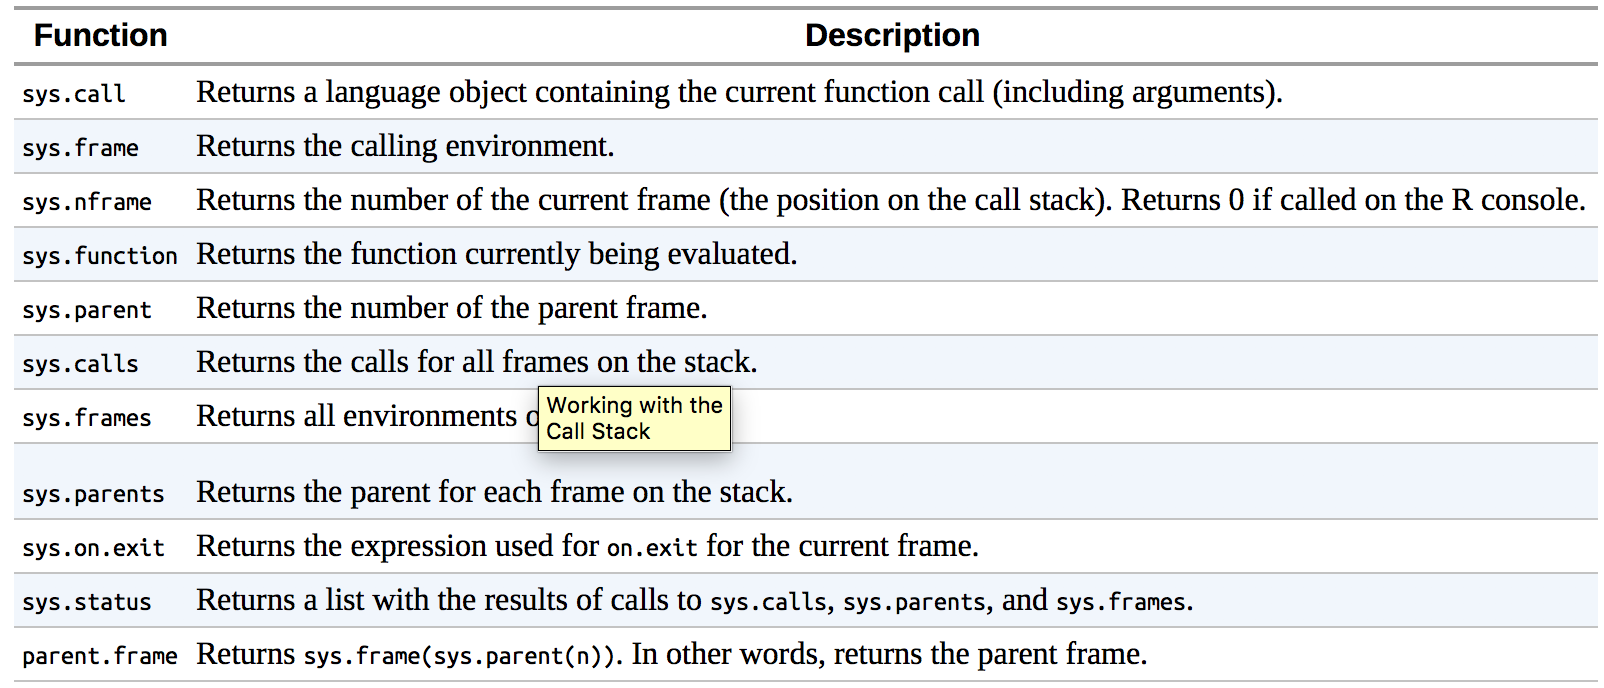 Function Description
sys.call Returns a language object containing the current function call (including arguments).
sys.frame Returns the calling environment.
sys.nframe Returns the number of the current frame (the position on the call stack). Returns 0 if called on the R console.
sys.function Returns the function currently being evaluated.
sys.parent Returns the number of the parent frame.
sys.calls Returns the calls for all frames on the stack.
sys.frames Returns all environments
Working with the
Call Stack
sys.parents Returns the parent for each frame on the stack.
sys.on.exit Returns the expression used for on.exit for the current frame.
sys.status Returns a list with the results of calls to sys.calls, sys.parents, and sys.frames.
parent.frame Returns sys.frame(sys.parent(n)). In other words, returns the parent frame.